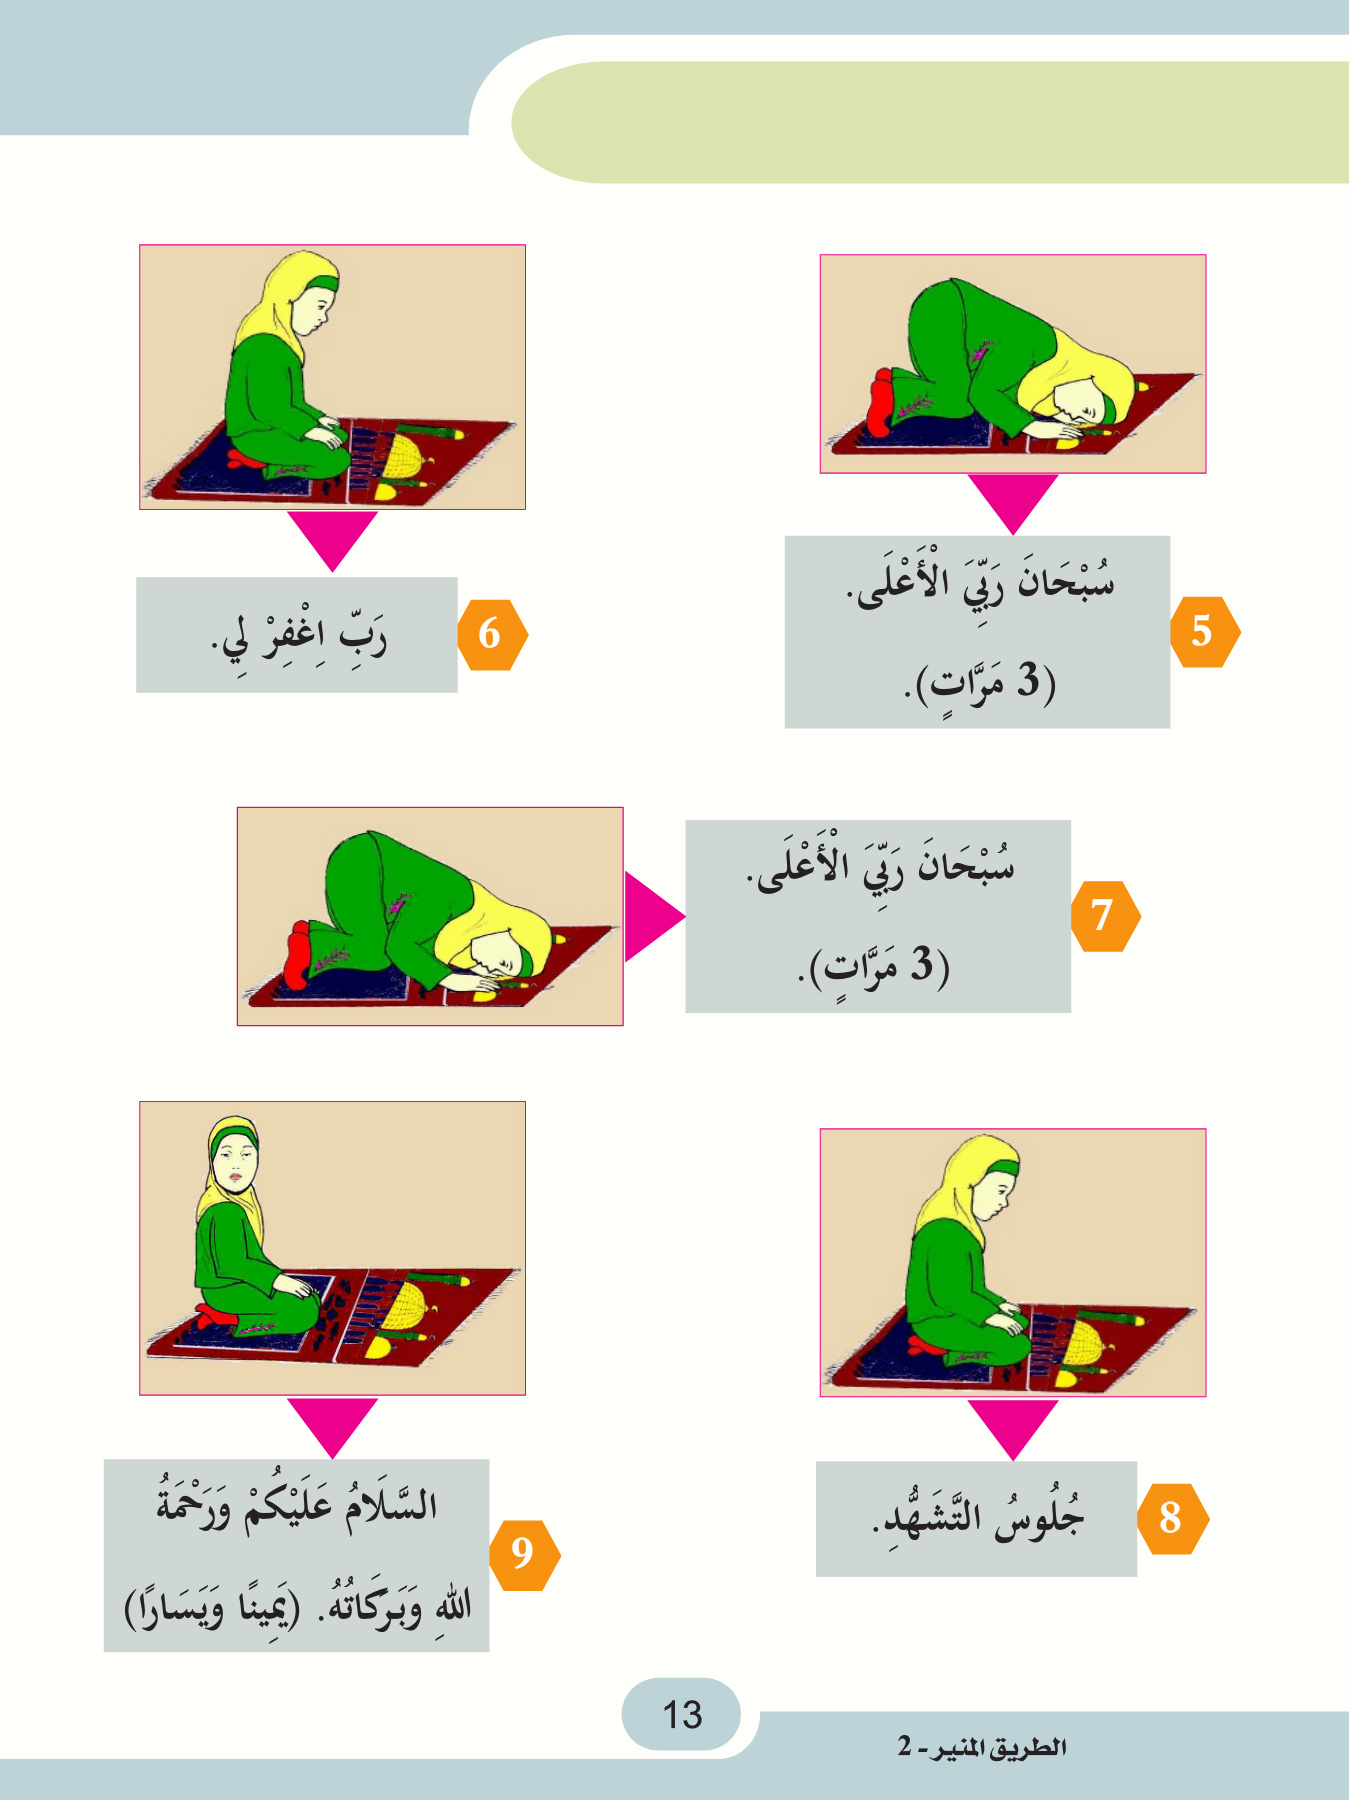 سُبْحَانَ رَبِّيَ الْأَعْلَى.
5
(3 مَرَّاتٍ).
رَبِّ اِغْفِرْ لِي.
6
سُبْحَانَ رَبِّيَ الْأَعْلَى.
7
(3 مَرَّاتٍ).
جُلُوسُ التَّشَهُّدِ.
8
السَّلَامُ عَلَيْكُمْ وَرَحْمَةُ
9
اللهِ وَبَرَكَاتُهُ. (يَمِينًا وَيَسَارًا)
13
الطريق المنير - 2